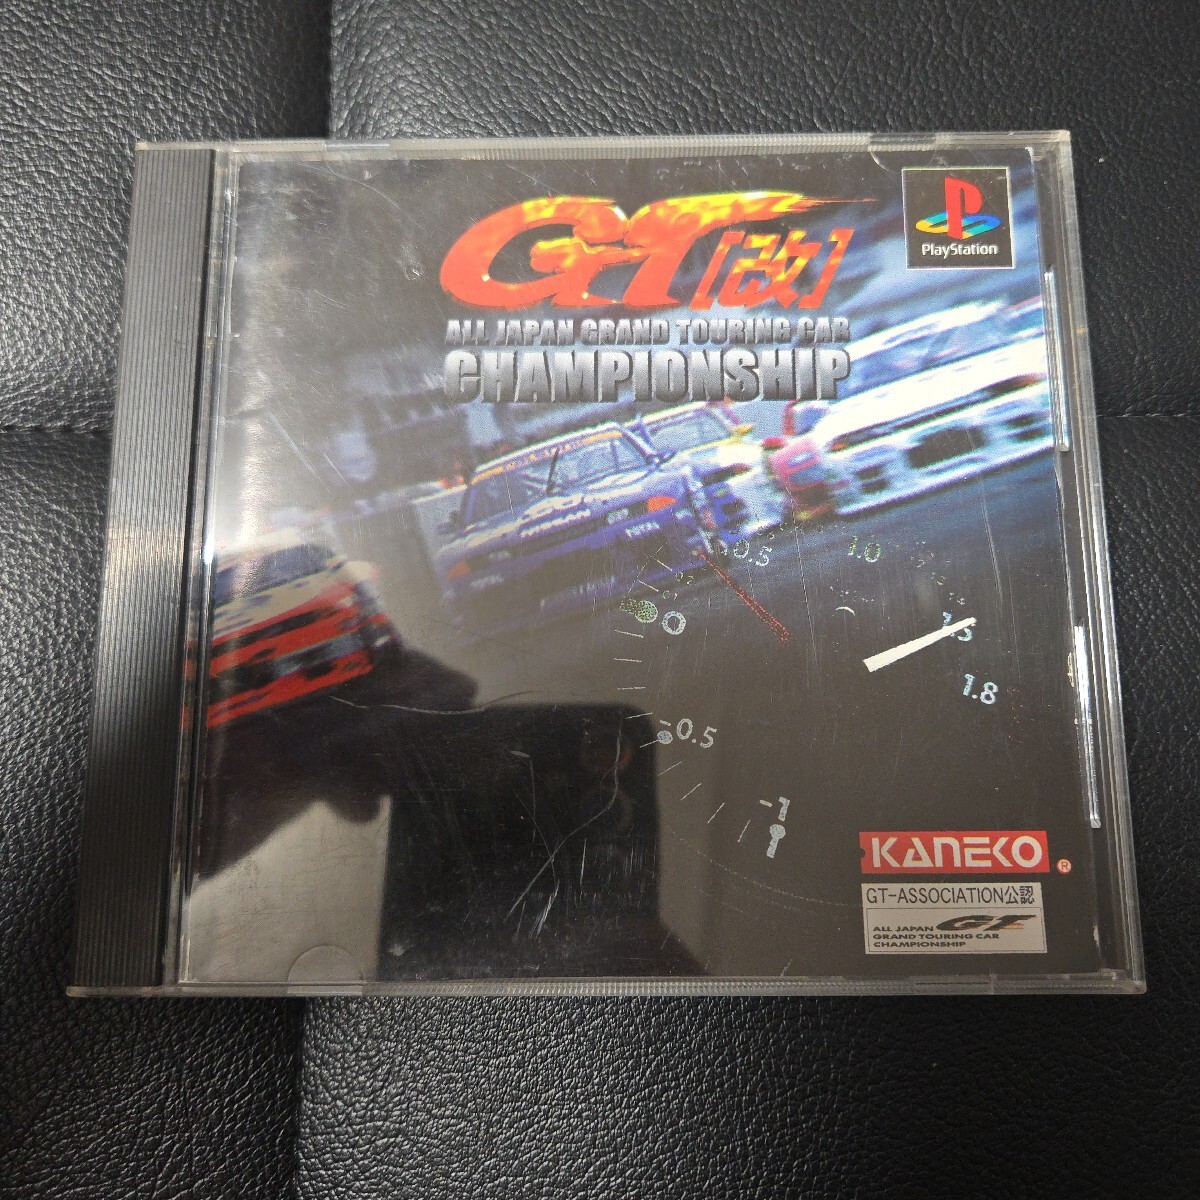 GT[改]
ALL JAPAN GRAND TOURING CAR
CHAMPIONSHIP
PlayStation
NISSAN
TOTAL
0.5
1.0
0
1.5
1.8
-0.5
-1
KANEKO®
GT-ASSOCIATION公認
ALL JAPAN GT
GRAND TOURING CAR
CHAMPIONSHIP